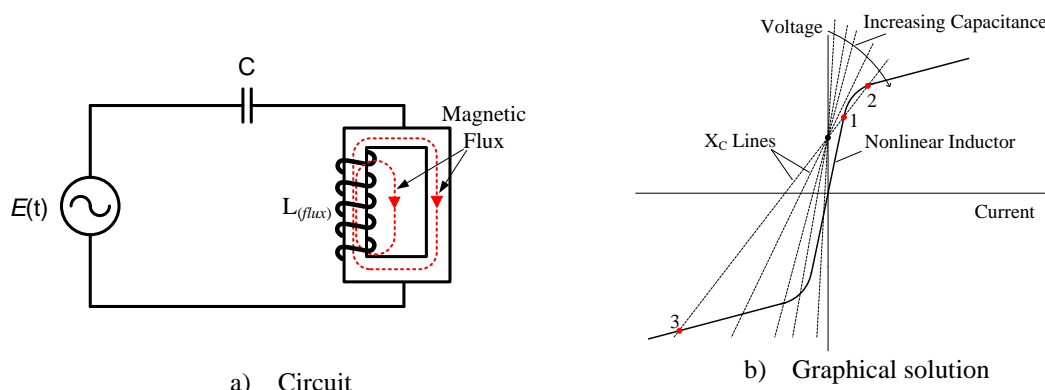 C
E(t)
L(flux)
Magnetic
Flux
a) Circuit
Voltage
Increasing Capacitance
2
1
XC Lines
Nonlinear Inductor
Current
3
b) Graphical solution